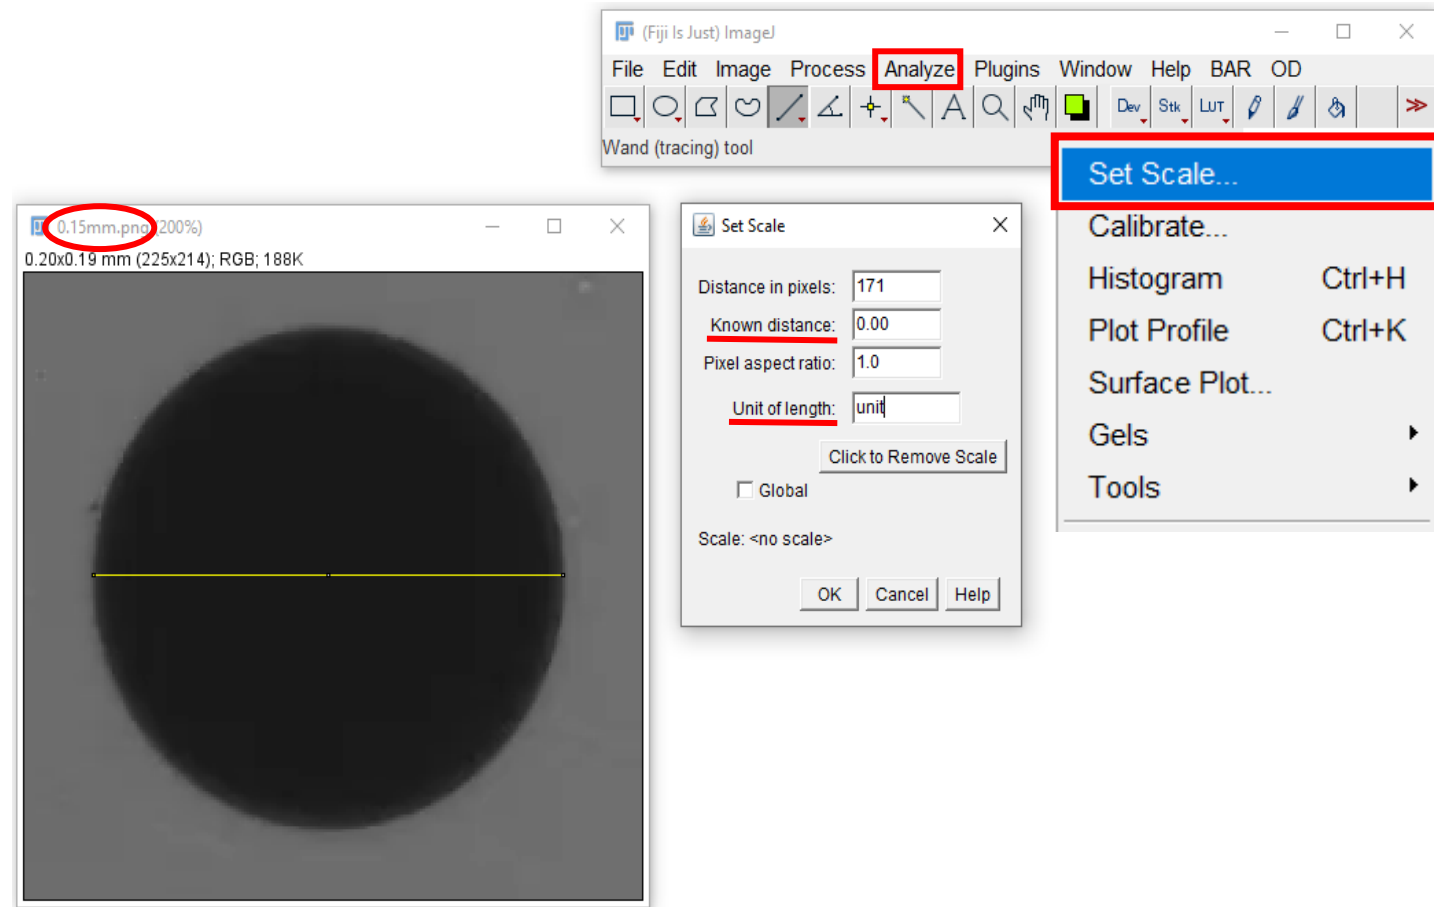 (Fiji Is Just) ImageJ
File Edit Image Process Analyze Plugins Window Help BAR OD
A Dev Stk LUT >>
Wand (tracing) tool
Set Scale...
Calibrate...
Histogram Ctrl+H
Plot Profile Ctrl+K
Surface Plot...
Gels
Tools
0.15mm.png (200%)
0.20x0.19 mm (225x214); RGB; 188K
Set Scale
Distance in pixels: 171
Known distance: 0.00
Pixel aspect ratio: 1.0
Unit of length: unit
Click to Remove Scale
Global
Scale: <no scale>
OK Cancel Help